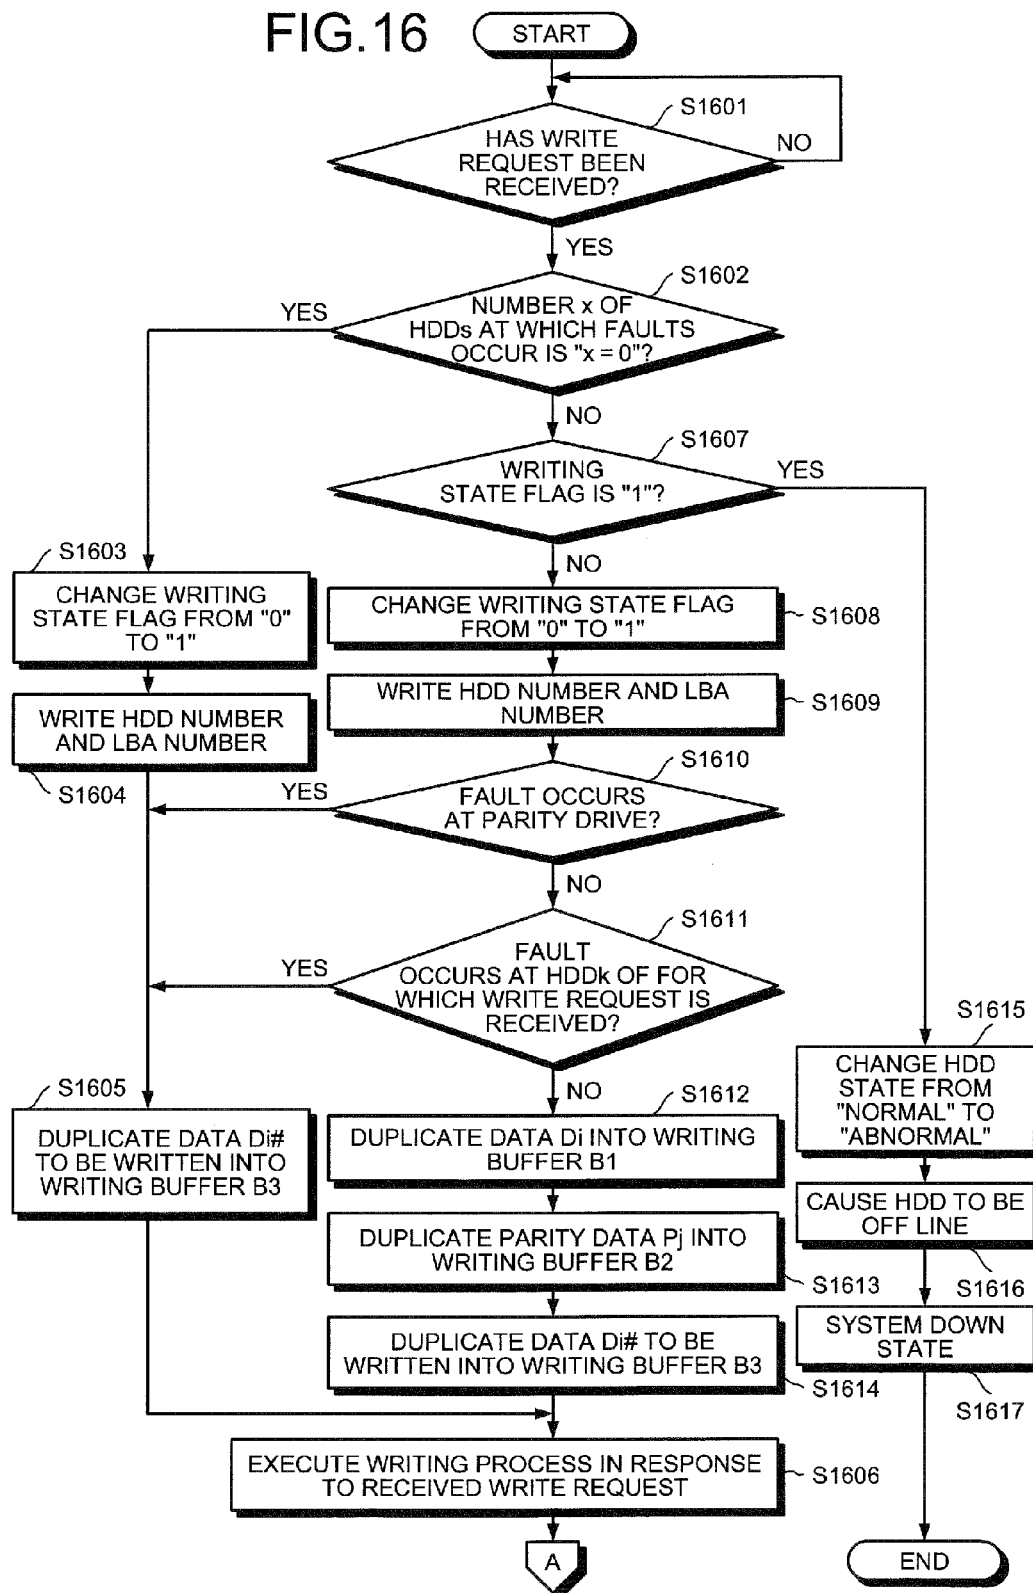 FIG.16
START
S1601
HAS WRITE
REQUEST BEEN
RECEIVED?
NO
YES
S1602
YES
NUMBER x OF
HDDs AT WHICH FAULTS
OCCUR IS "x = 0"?
NO
S1607
WRITING
STATE FLAG IS "1"?
YES
NO
S1603
CHANGE WRITING
STATE FLAG FROM "0"
TO "1"
CHANGE WRITING STATE FLAG
FROM "0" TO "1"
S1608
WRITE HDD NUMBER
AND LBA NUMBER
S1604
WRITE HDD NUMBER AND LBA
NUMBER
S1609
S1610
YES
FAULT OCCURS
AT PARITY DRIVE?
NO
S1611
YES
FAULT
OCCURS AT HDDk OF FOR
WHICH WRITE REQUEST IS
RECEIVED?
NO
S1615
CHANGE HDD
STATE FROM
"NORMAL" TO
"ABNORMAL"
S1605
DUPLICATE DATA Di#
TO BE WRITTEN INTO
WRITING BUFFER B3
S1612
DUPLICATE DATA Di INTO WRITING
BUFFER B1
CAUSE HDD TO BE
OFF LINE
S1616
DUPLICATE PARITY DATA Pj INTO
WRITING BUFFER B2
S1613
SYSTEM DOWN
STATE
S1617
DUPLICATE DATA Di# TO BE
WRITTEN INTO WRITING BUFFER B3
S1614
EXECUTE WRITING PROCESS IN RESPONSE
TO RECEIVED WRITE REQUEST
S1606
A
END